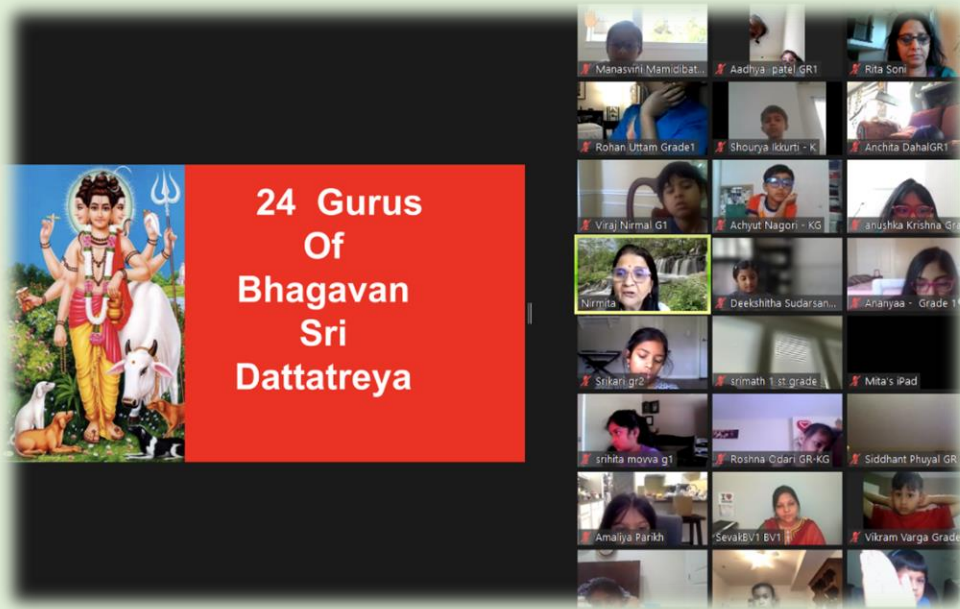 24 Gurus
Of
Bhagavan
Sri
Dattatreya
Manasvini Mamidibat...
Aadhya patel GR1
Rita Soni
Rohan Uttam Grade1
Shourya Ikkurti - K
Anchita DahalGR1
Viraj Nirmal G1
Achyut Nagori - KG
anushka Krishna Gra
Nirmita
Deekshitha Sudarsan...
Ananyaa - Grade 1
Srikari gr2
srimath 1 st grade
Mita's iPad
srihita movva g1
Roshna Odari GR-KG
Siddhant Phuyal GR
Amaliya Parikh
SevakBV1 BV1
Vikram Varga Grade